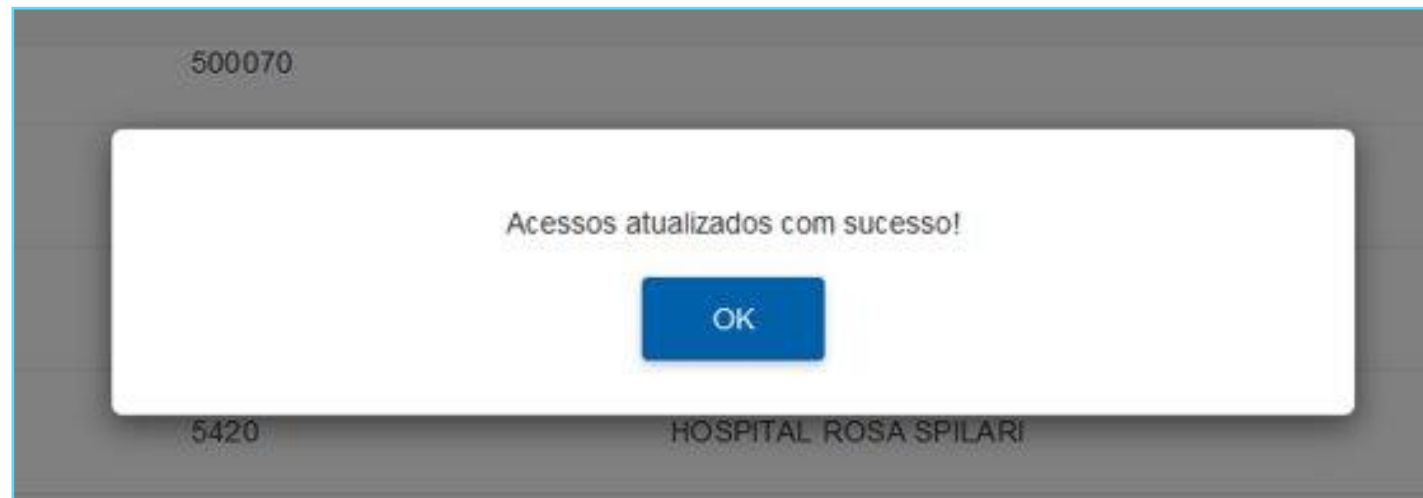 500070
Acessos atualizados com sucesso!
OK
5420 HOSPITAL ROSA SPILARI